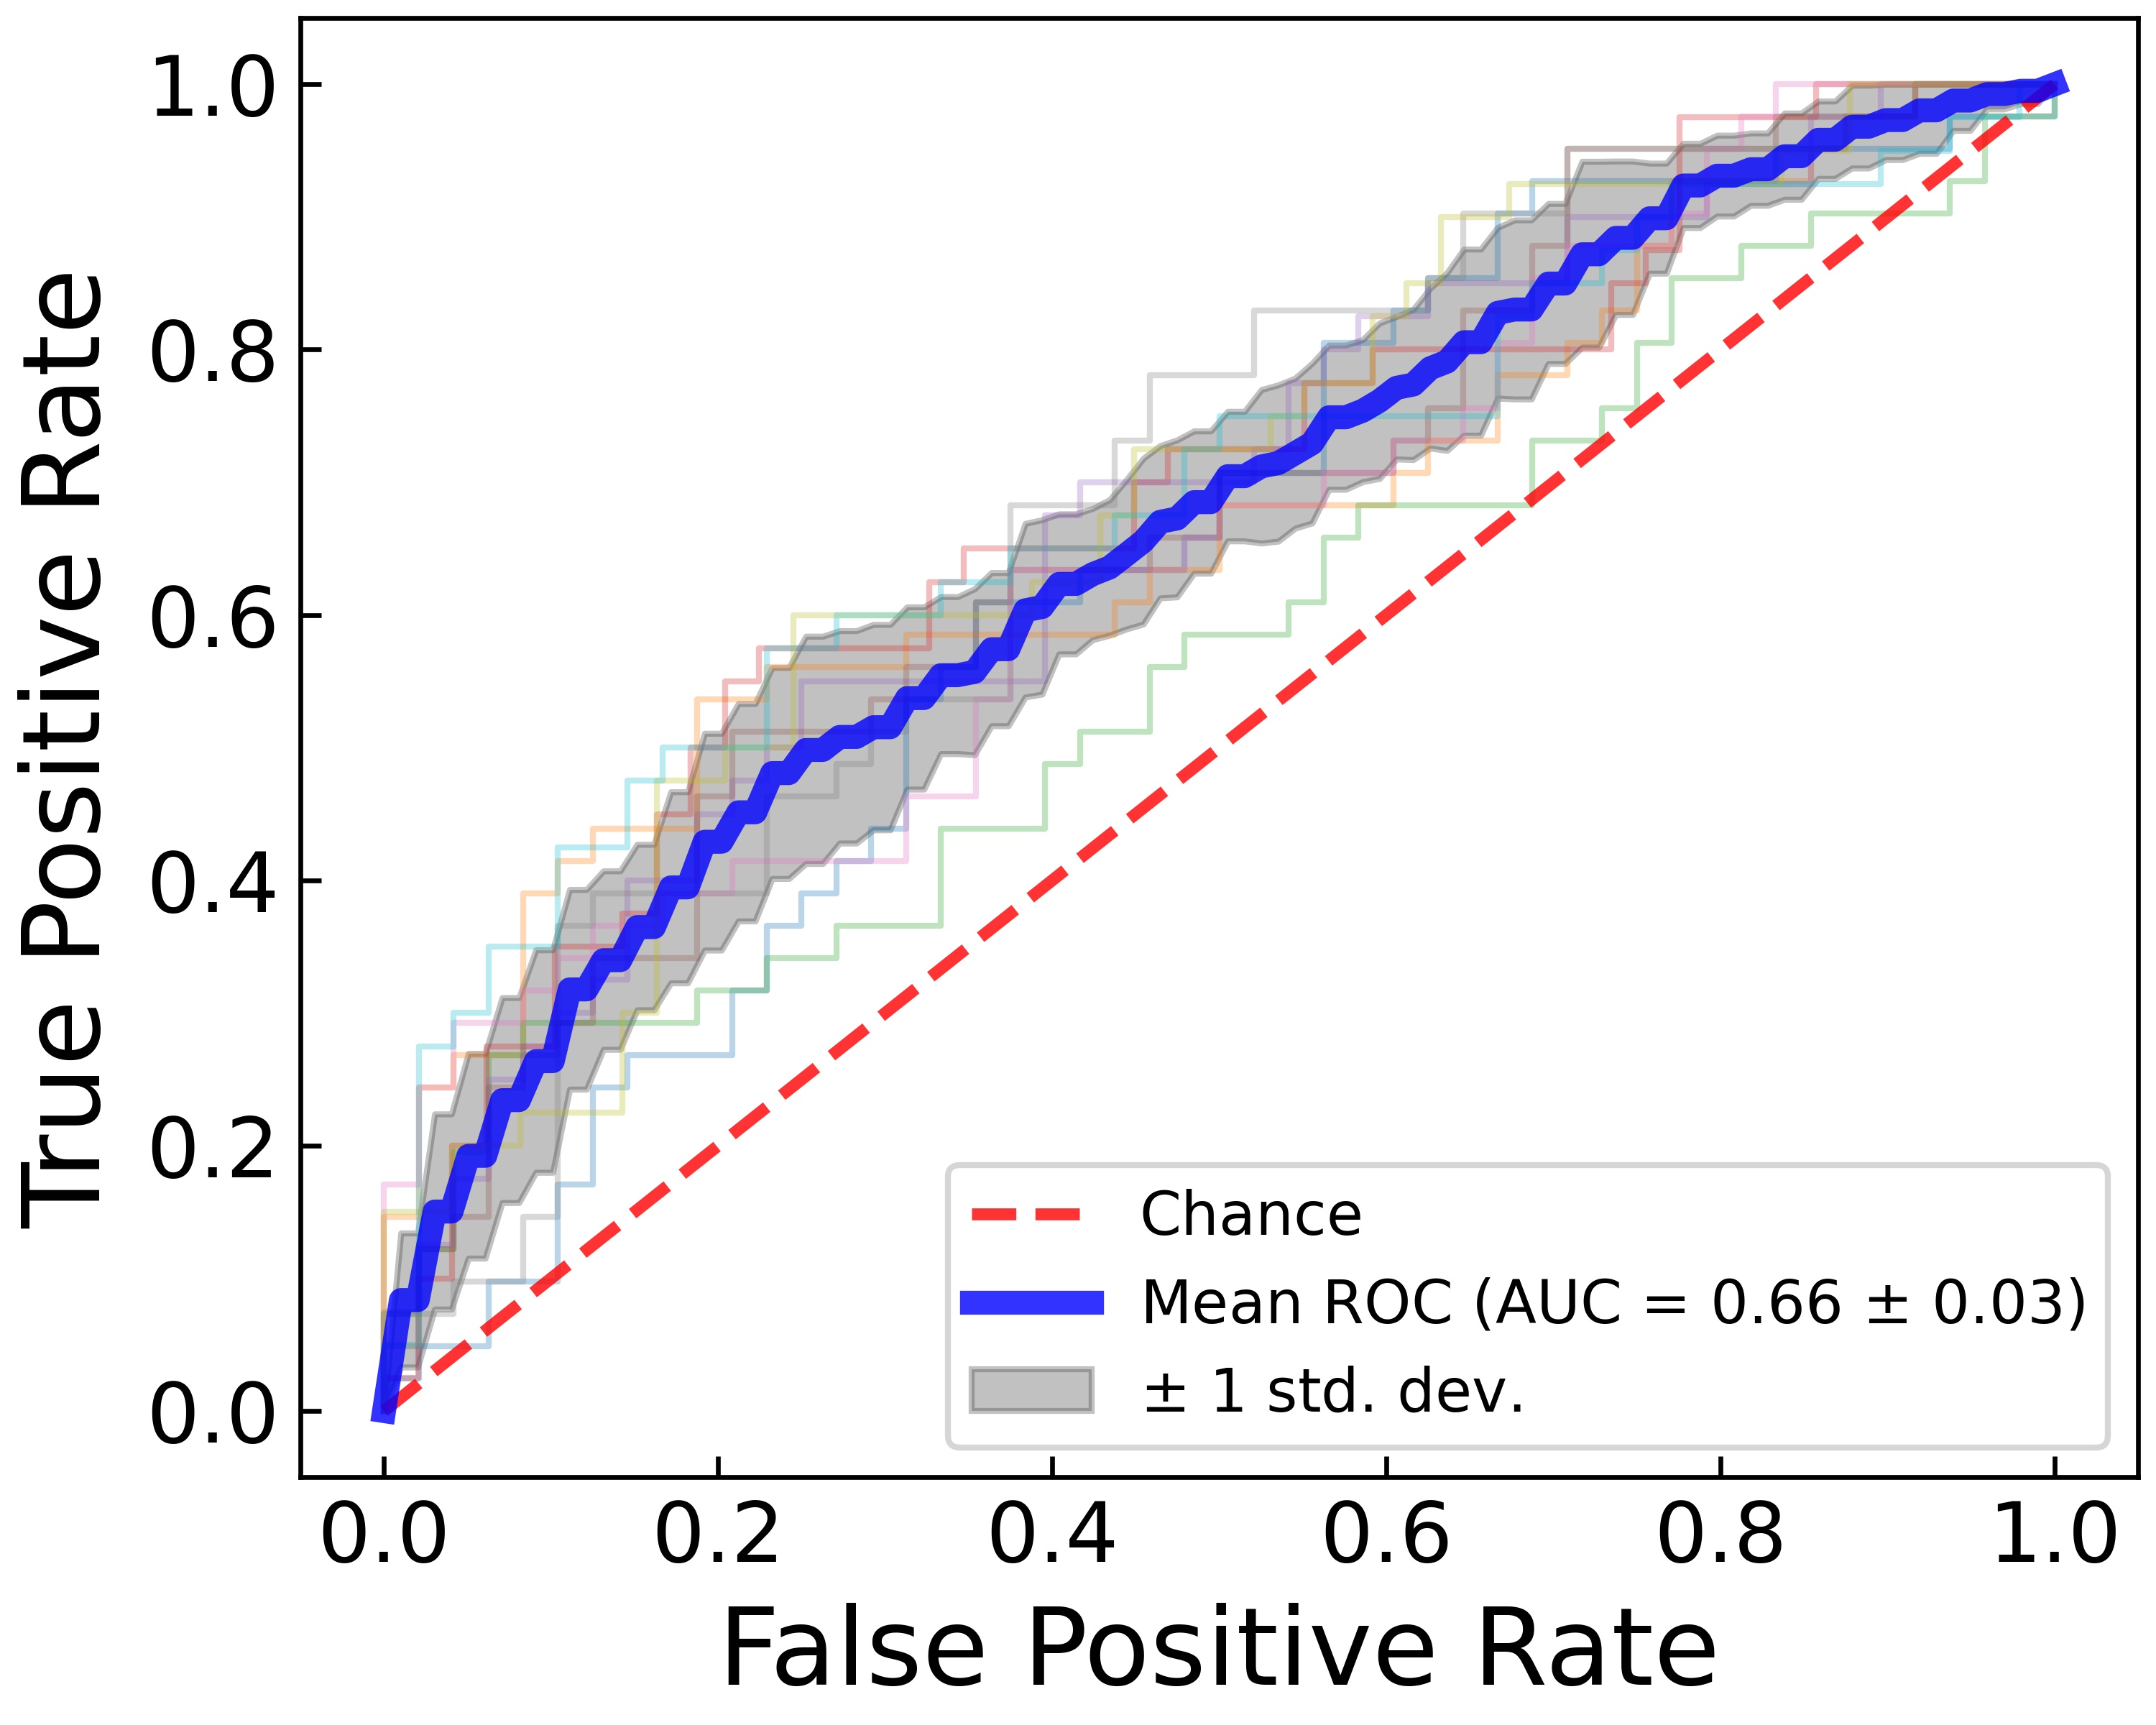 True Positive Rate
1.0
0.8
0.6
0.4
0.2
0.0
Chance
Mean ROC (AUC = 0.66 ± 0.03)
± 1 std. dev.
0.0 0.2 0.4 0.6 0.8 1.0
False Positive Rate